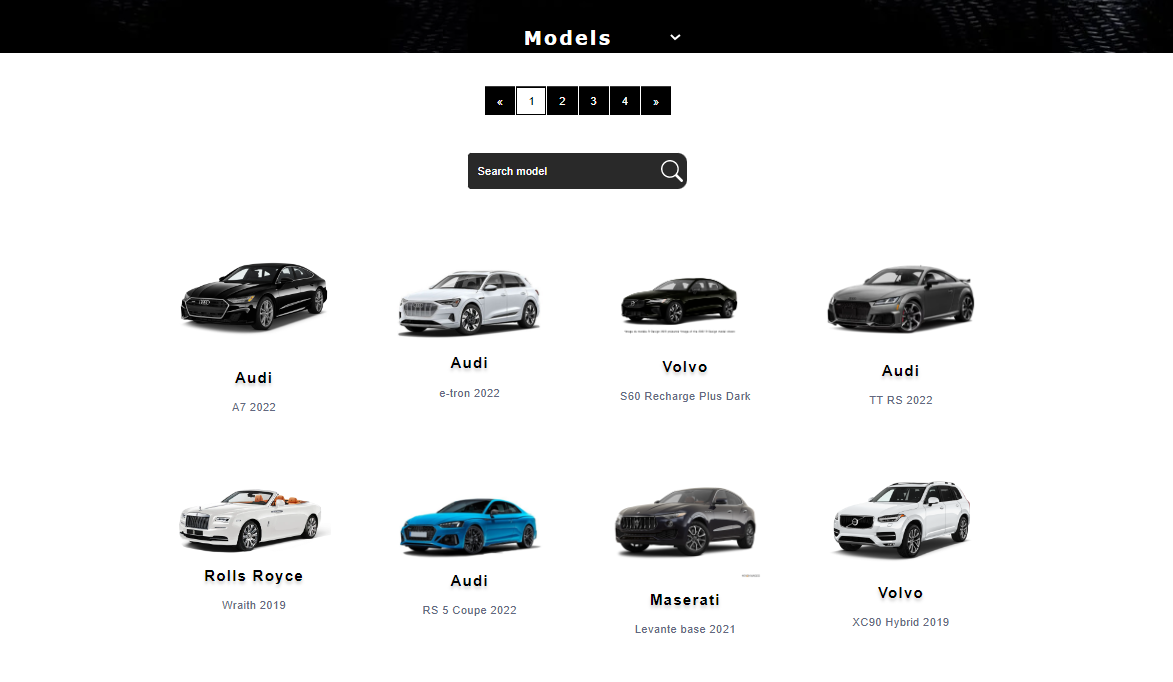 Models
« 1 2 3 4 »
Search model
Audi
A7 2022
Audi
e-tron 2022
Volvo
S60 Recharge Plus Dark
Audi
TT RS 2022
Rolls Royce
Wraith 2019
Audi
RS 5 Coupe 2022
Maserati
Levante base 2021
Volvo
XC90 Hybrid 2019